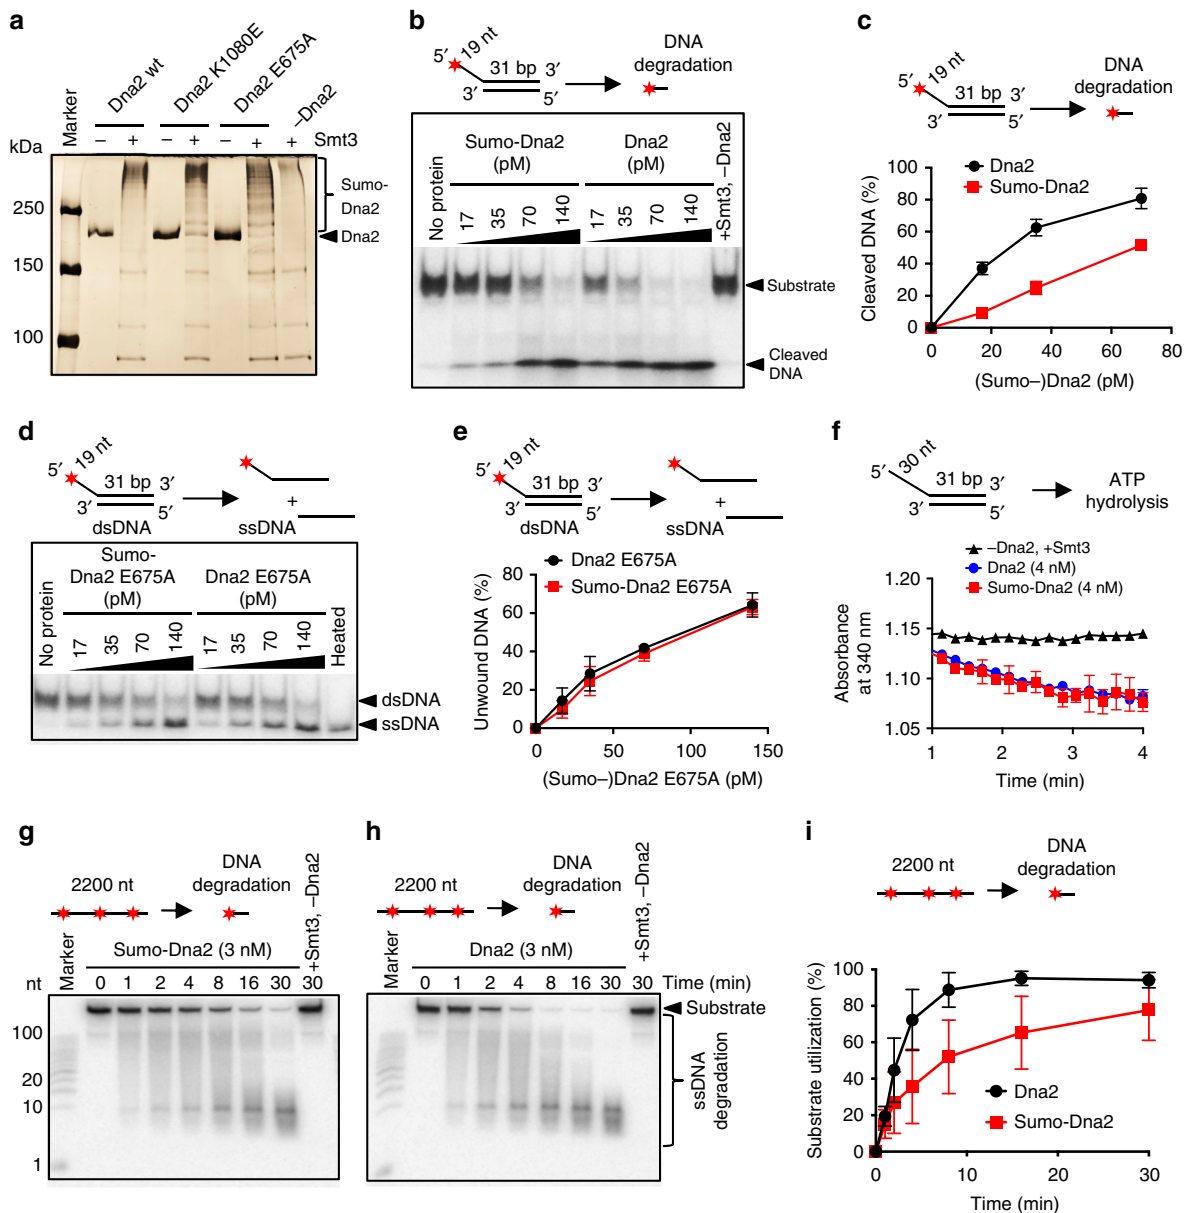 a
Marker
Dna2 wt
Dna2 K1080E
Dna2 E675A
–Dna2
kDa
– + – + – + + Smt3
250
150
100
Sumo-
Dna2
Dna2
b
5′ 19 nt
31 bp 3′
3′ 5′
DNA
degradation
No protein
Sumo-Dna2
(pM)
Dna2
(pM)
+Smt3, –Dna2
17 35 70 140 17 35 70 140
Substrate
Cleaved
DNA
c
5′ 19 nt
31 bp 3′
3′ 5′
DNA
degradation
Dna2
Sumo-Dna2
Cleaved DNA (%)
100
80
60
40
20
0
0 20 40 60 80
(Sumo–)Dna2 (pM)
d
5′ 19 nt
31 bp 3′
3′ 5′
dsDNA
+
ssDNA
No protein
Sumo-
Dna2 E675A
(pM)
Dna2 E675A
(pM)
17 35 70 140 17 35 70 140 Heated
dsDNA
ssDNA
e
5′ 19 nt
31 bp 3′
3′ 5′
dsDNA
+
ssDNA
Dna2 E675A
Sumo-Dna2 E675A
Unwound DNA (%)
80
60
40
20
0
0 50 100 150
(Sumo–)Dna2 E675A (pM)
f
5′ 30 nt
31 bp 3′
3′ 5′
ATP
hydrolysis
–Dna2, +Smt3
Dna2 (4 nM)
Sumo-Dna2 (4 nM)
Absorbance
at 340 nm
1.20
1.15
1.10
1.05
1 2 3 4
Time (min)
g
2200 nt
DNA
degradation
+Smt3, –Dna2
Marker
Sumo-Dna2 (3 nM)
nt 0 1 2 4 8 16 30 30
100
20
10
1
h
2200 nt
DNA
degradation
+Smt3, –Dna2
Marker
Dna2 (3 nM)
0 1 2 4 8 16 30 30 Time (min)
Substrate
ssDNA
degradation
i
2200 nt
DNA
degradation
Substrate utilization (%)
100
80
60
40
20
0
Dna2
Sumo-Dna2
0 10 20 30
Time (min)